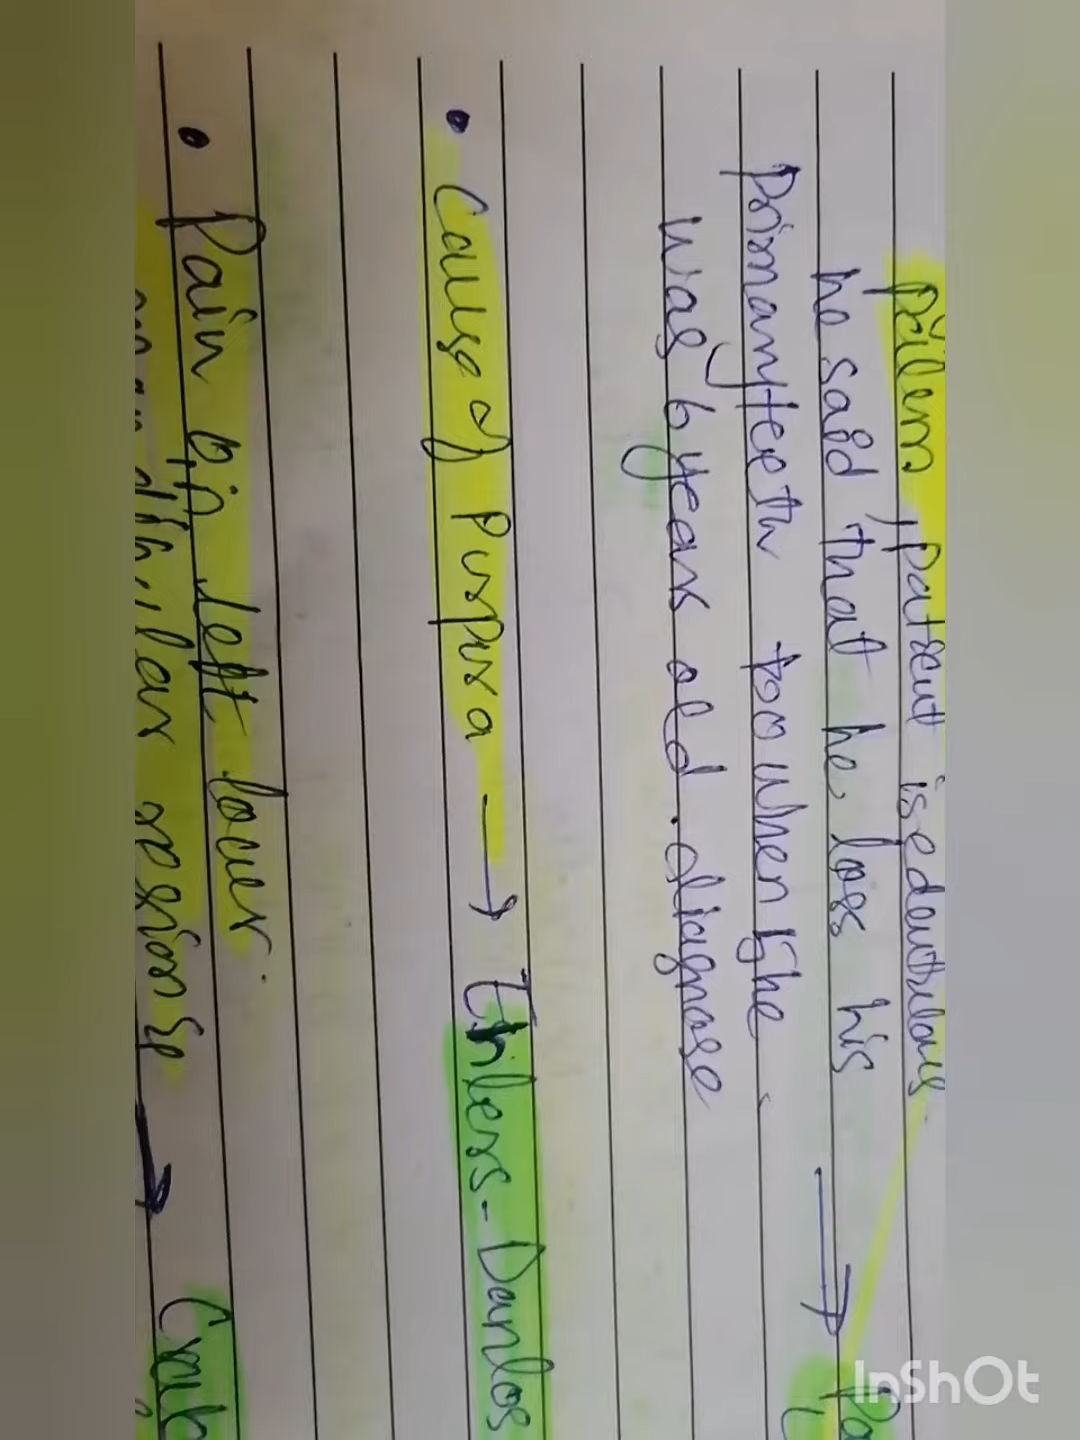 patient is edentulous
he said that he, loss his
primary teeth too when he
was 6 years old. diagnose
• Cause of Purpura → Ehlers-Danlos
• Pain in left lower
InShOt